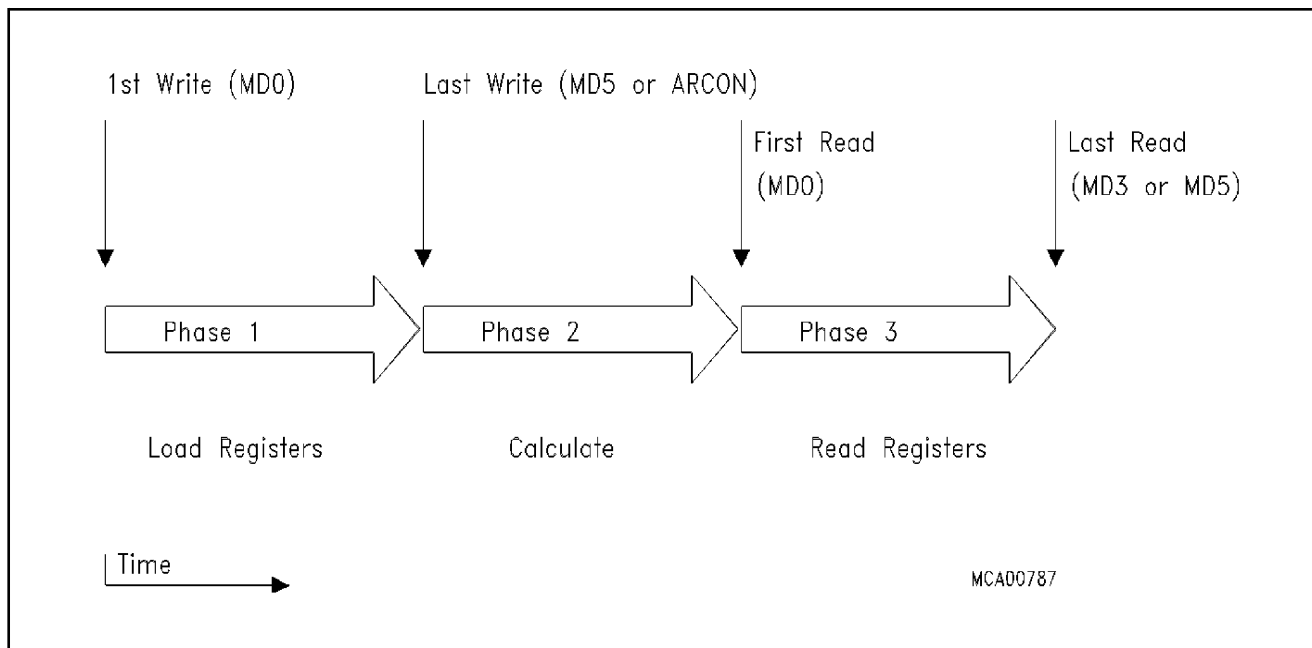 1st Write (MD0)
Last Write (MD5 or ARCON)
First Read
(MD0)
Last Read
(MD3 or MD5)
Phase 1
Phase 2
Phase 3
Load Registers
Calculate
Read Registers
Time
MCA00787